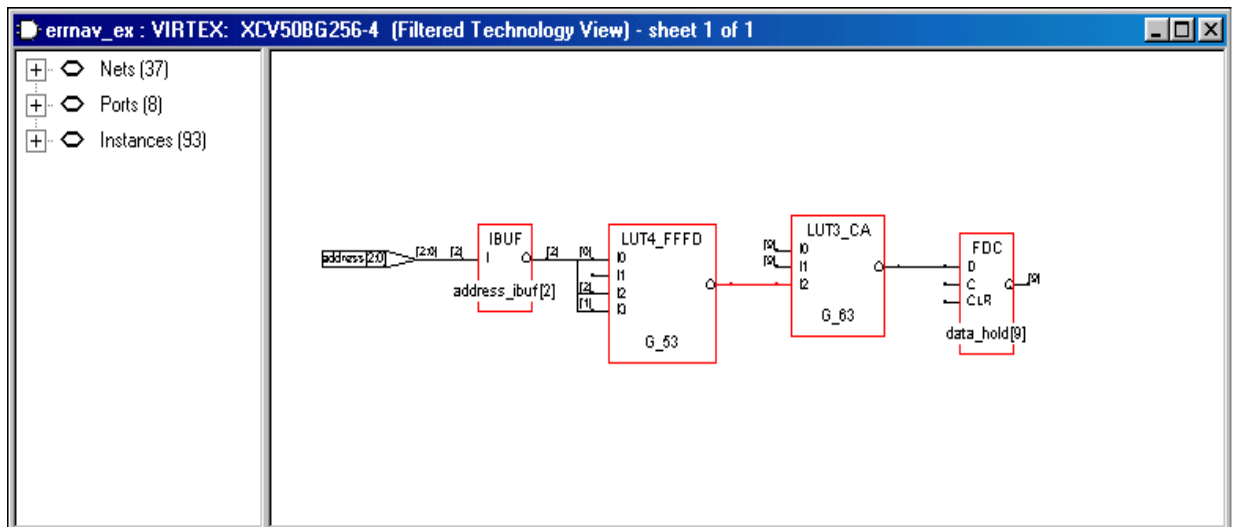 errnav_ex : VIRTEX: XCV50BG256-4 (Filtered Technology View) - sheet 1 of 1
Nets (37)
Ports (8)
Instances (93)
address[2:0]
[2:0]
[2]
IBUF
I
O
address_ibuf[2]
[2]
[0]
[2]
[1]
LUT4_FFFD
I0
I1
I2
I3
O
G_53
[9]
[9]
LUT3_CA
I0
I1
I2
O
G_63
FDC
D
C
CLR
Q
data_hold[9]
[9]